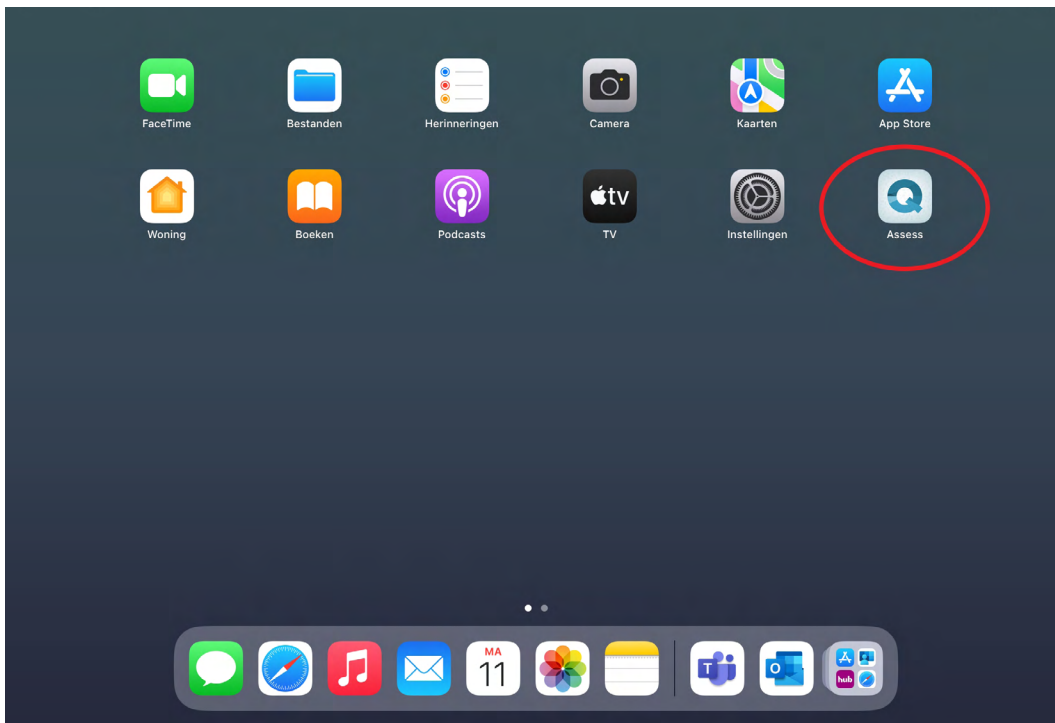 FaceTime
Bestanden
Herinneringen
Camera
Kaarten
App Store
tv
Woning
Boeken
Podcasts
TV
Instellingen
Assess
MA
11
T
O
hub